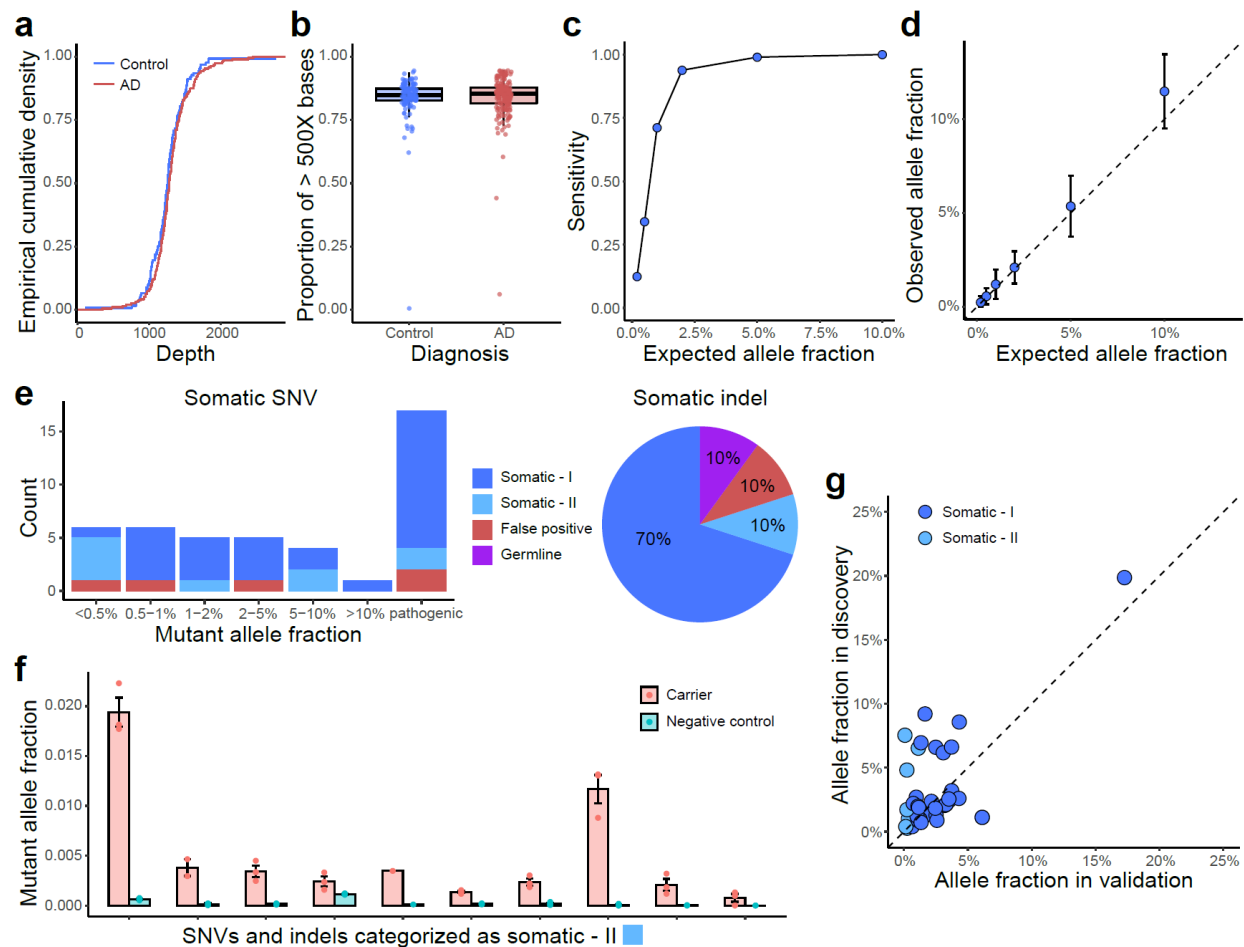 a
Empirical cumulative density
1.00
0.75
0.50
0.25
0.00
Control
AD
0
1000
2000
Depth
b
Proportion of > 500X bases
1.00
0.75
0.50
0.25
0.00
Control
AD
Diagnosis
c
Sensitivity
1.00
0.75
0.50
0.25
0.00
0.0%
2.5%
5.0%
7.5%
10.0%
Expected allele fraction
d
Observed allele fraction
10%
5%
0%
0%
5%
10%
Expected allele fraction
e
Somatic SNV
Count
15
10
5
0
<0.5%
0.5−1%
1−2%
2−5%
5−10%
>10%
pathogenic
Mutant allele fraction
Somatic - I
Somatic - II
False positive
Germline
Somatic indel
10%
10%
10%
70%
f
Mutant allele fraction
0.020
0.015
0.010
0.005
0.000
Carrier
Negative control
SNVs and indels categorized as somatic - II
g
Allele fraction in discovery
25%
20%
15%
10%
5%
0%
Somatic - I
Somatic - II
0%
5%
10%
15%
20%
25%
Allele fraction in validation